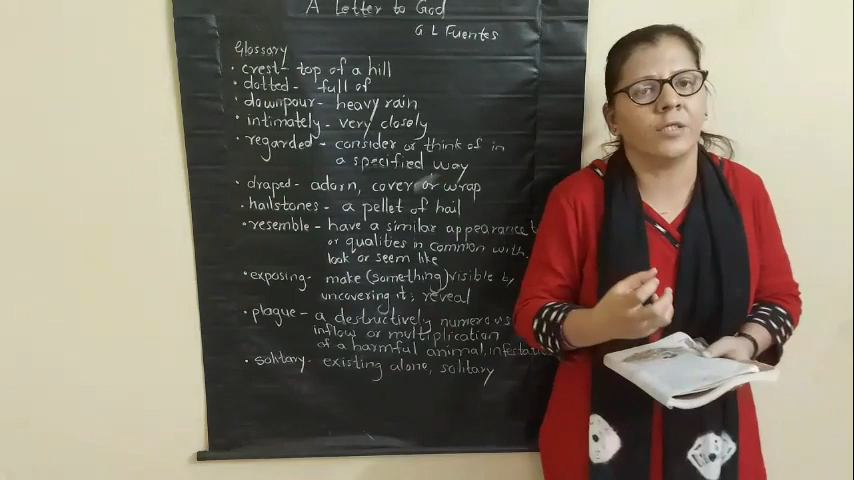 A Letter to God
G L Fuentes
Glossary
• crest - top of a hill
• dotted - full of
• downpour - heavy rain
• intimately - very closely
• regarded - consider or think of in
a specified way
• draped - adorn, cover or wrap
• hailstones - a pellet of hail
• resemble - have a similar appearance
or qualities in common with.
look or seem like
• exposing - make (something) visible by
uncovering it; reveal
• plague - a destructively numerous
inflow or multiplication
of a harmful animal, infestation
• solitary - existing alone, solitary